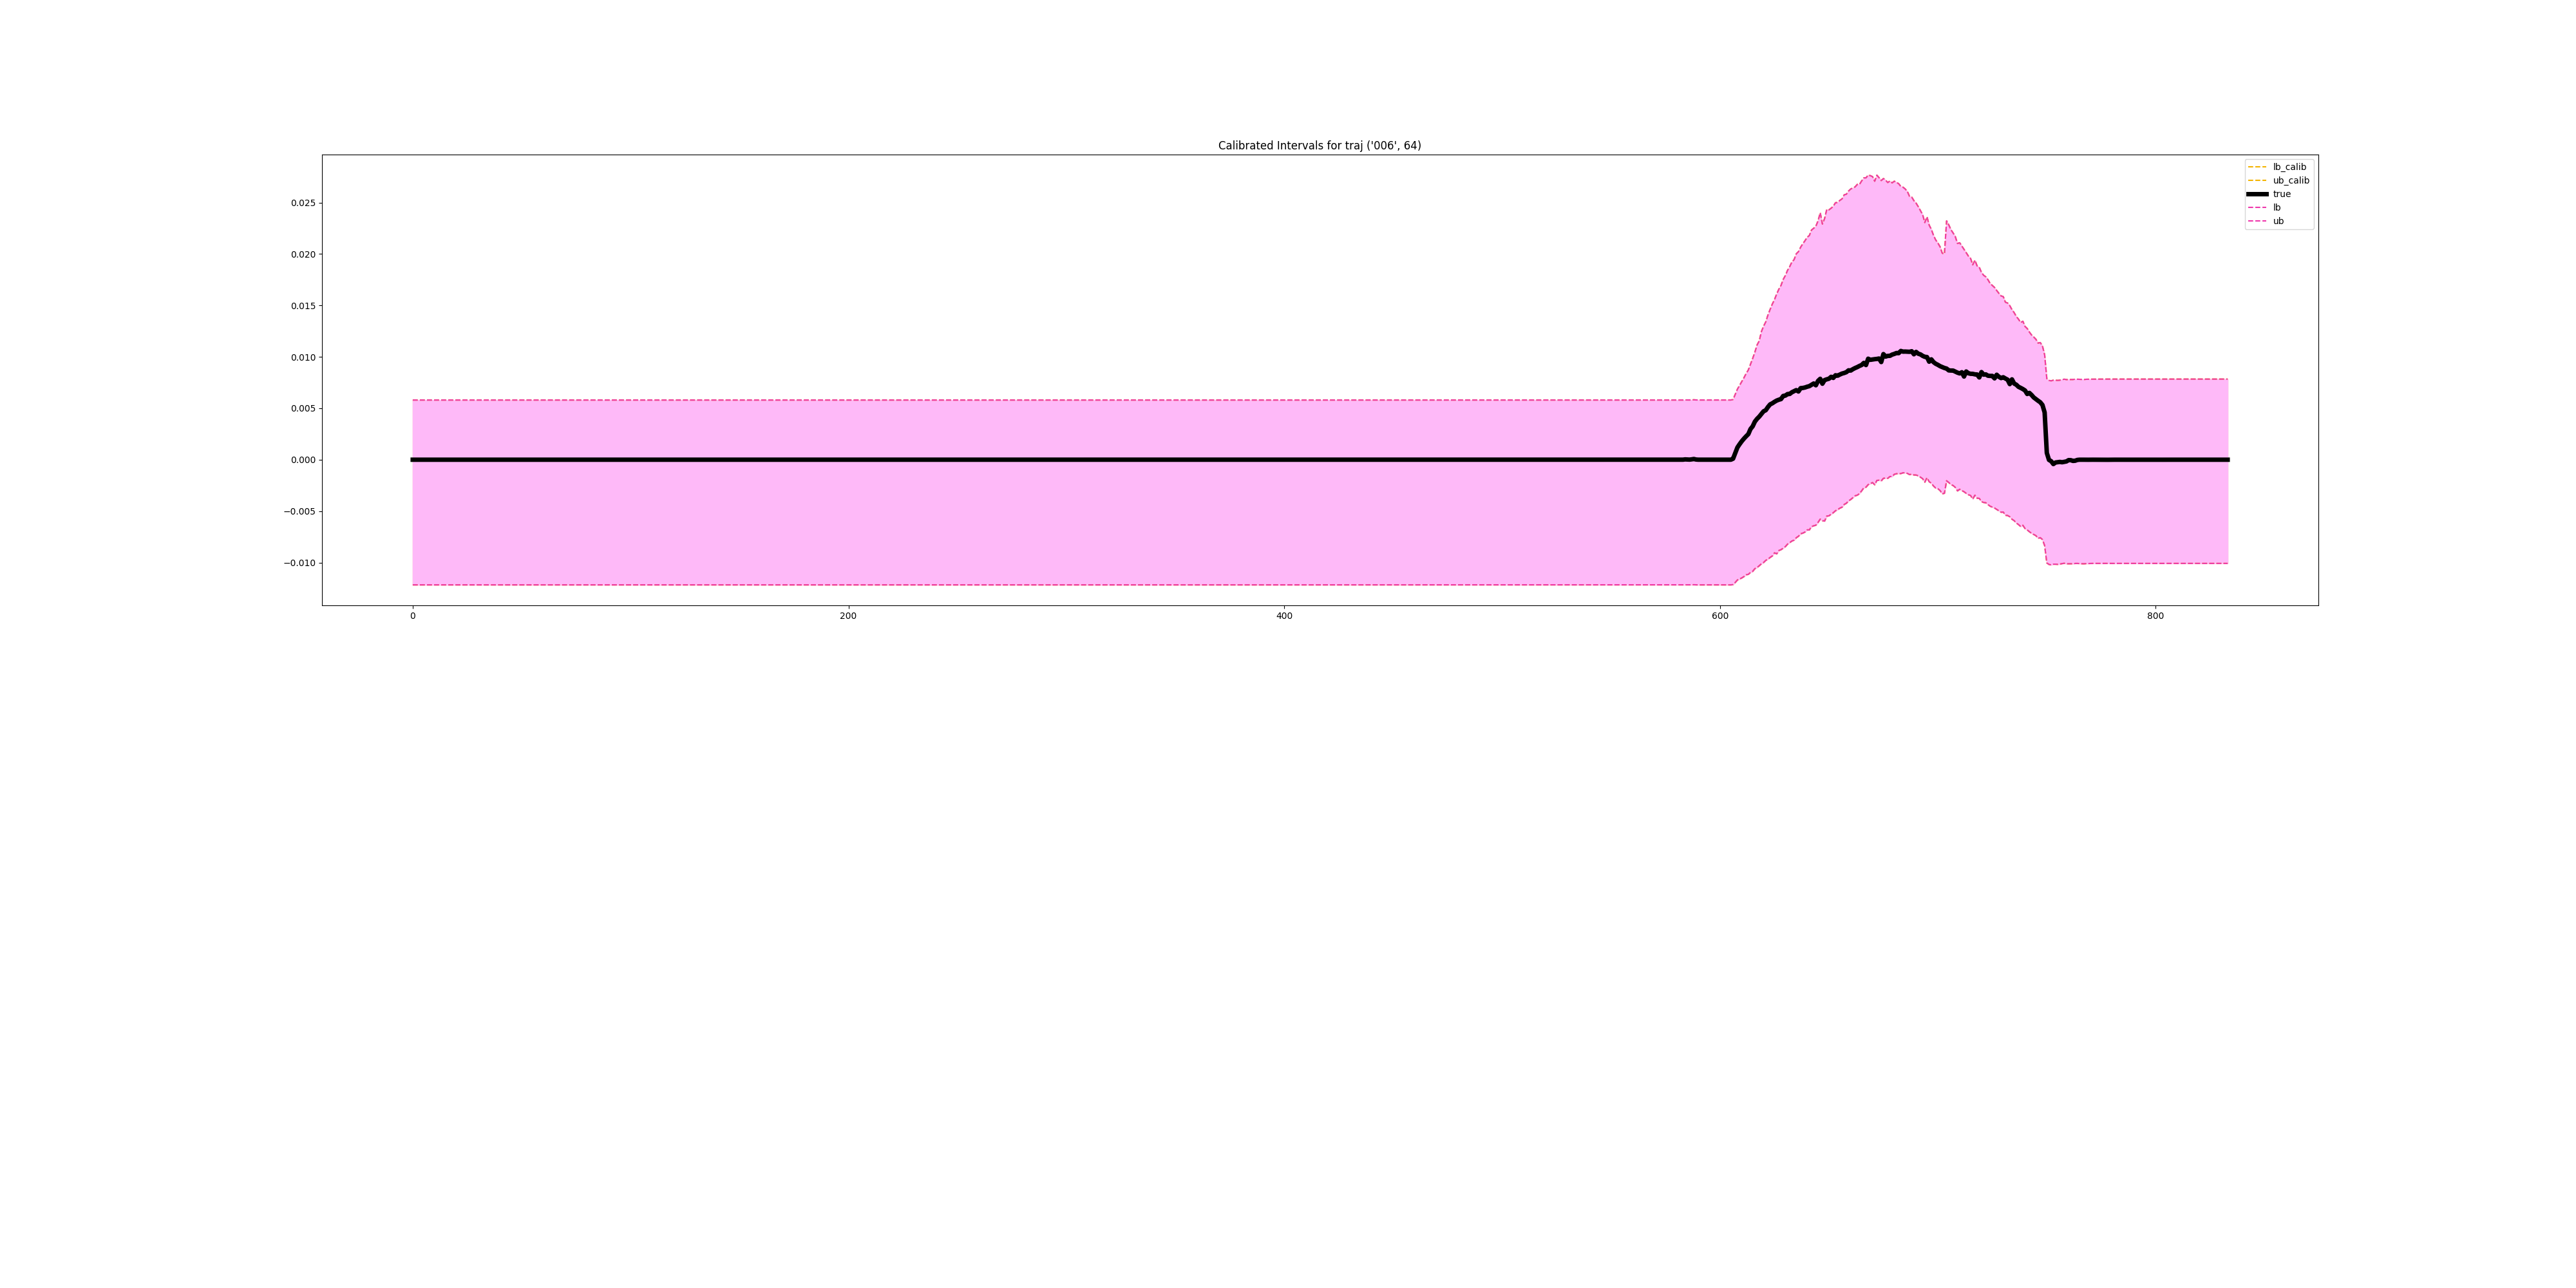 Calibrated Intervals for traj ('006', 64)
lb_calib
ub_calib
true
lb
ub
0.025
0.020
0.015
0.010
0.005
0.000
−0.005
−0.010
0 200 400 600 800